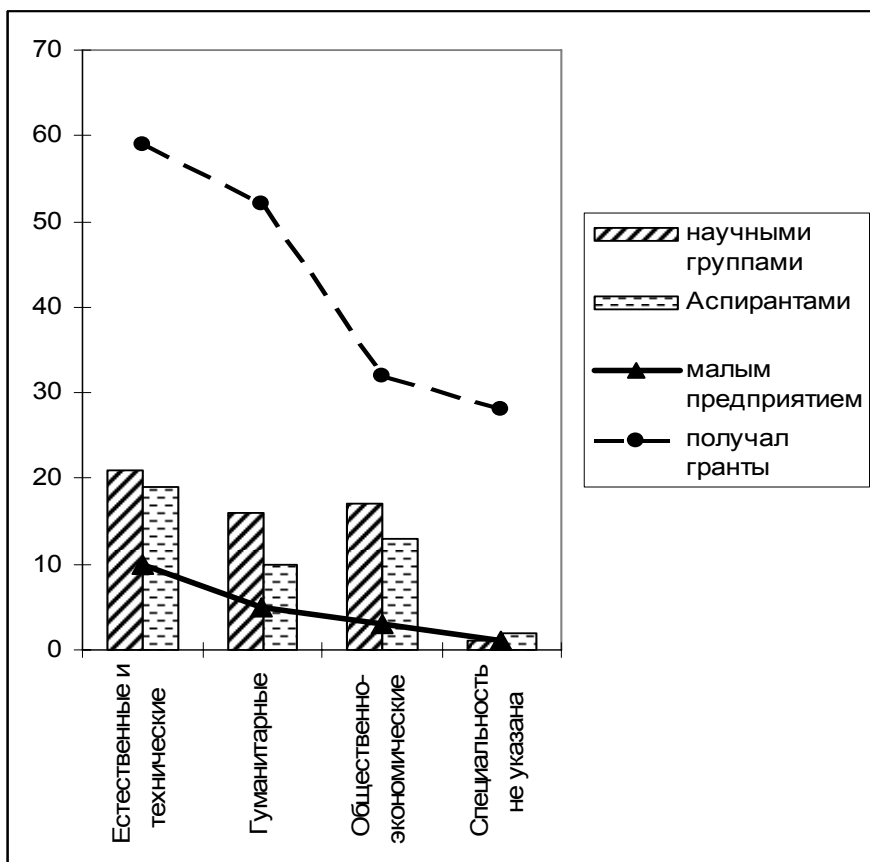 70
60
50
40
30
20
10
0
научными
группами
Аспирантами
малым
предприятием
получал
гранты
Естественные и
технические
Гуманитарные
Общественно-
экономические
Специальность
не указана